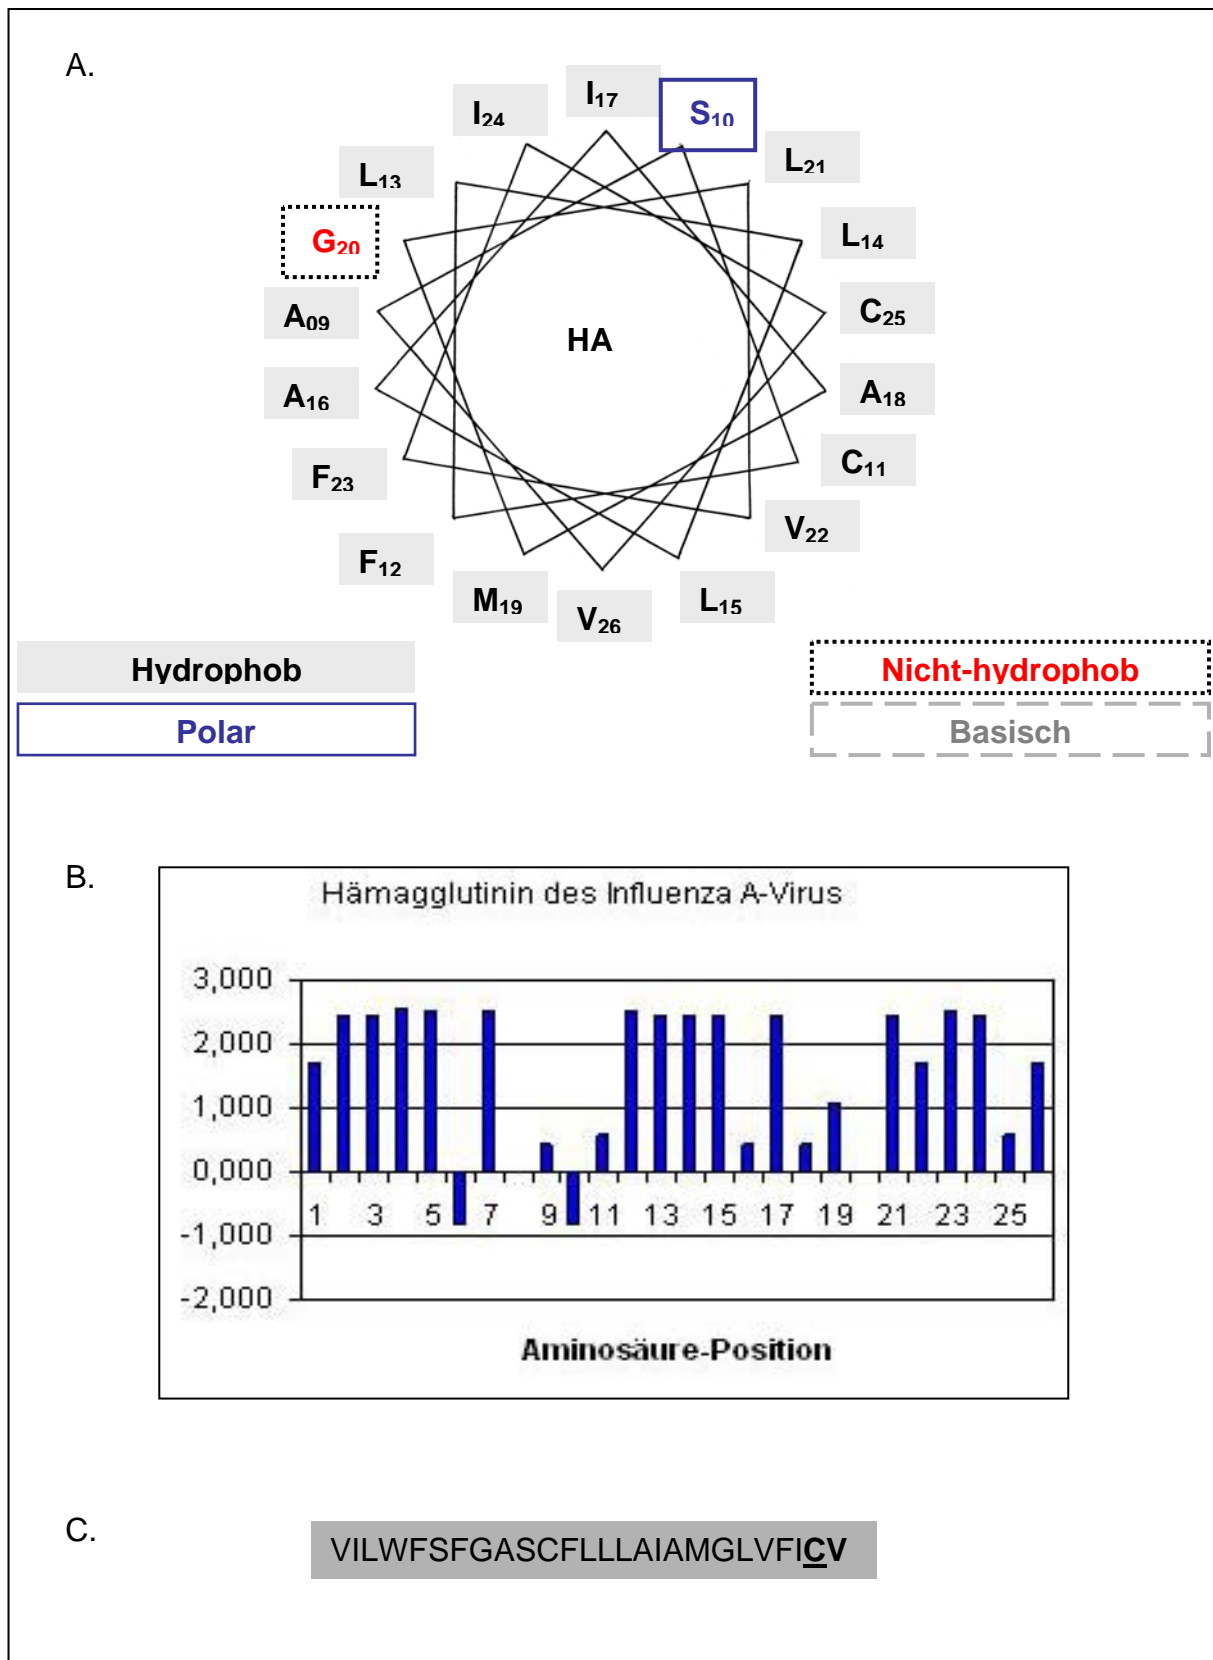 A.
I17
S10
I24
L21
L13
L14
G20
C25
A09
HA
A18
A16
C11
F23
V22
F12
M19
L15
V26
Hydrophob
Nicht-hydrophob
Polar
Basisch
B.
Hämagglutinin des Influenza A-Virus
3,000
2,000
1,000
0,000
1 3 5 7 9 11 13 15 17 19 21 23 25
-1,000
-2,000
Aminosäure-Position
C.
VILWFSFGASCFLLLAIAMGLVFICV